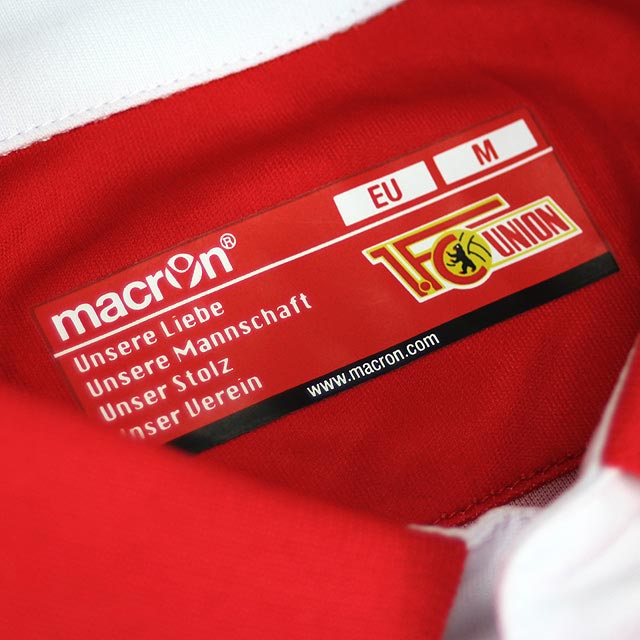 EU M
macron®
Unsere Liebe
Unsere Mannschaft
Unser Stolz
Unser Verein
1.FC UNION
www.macron.com